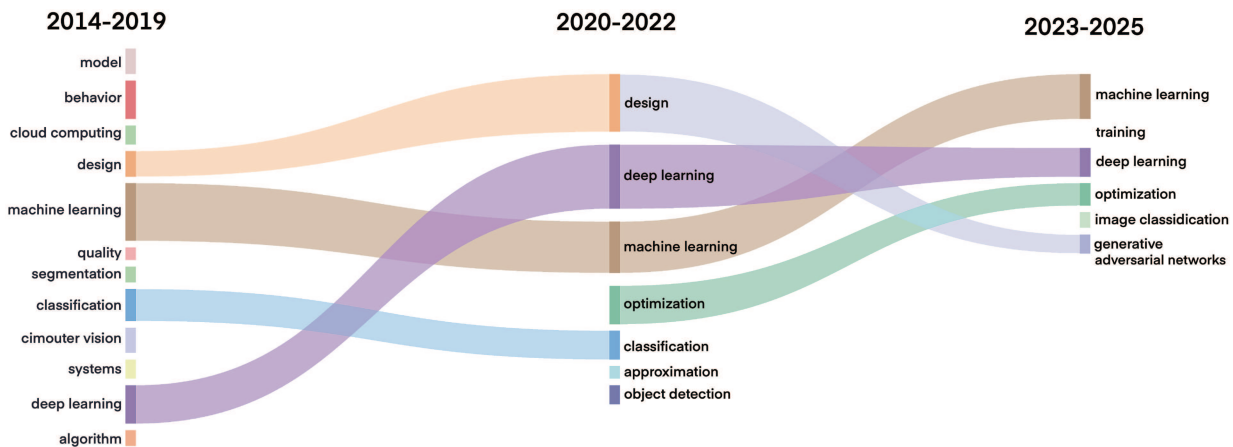 2014-2019
2020-2022
2023-2025
model
behavior
cloud computing
design
machine learning
quality
segmentation
classification
cimouter vision
systems
deep learning
algorithm
design
deep learning
machine learning
optimization
classification
approximation
object detection
machine learning
training
deep learning
optimization
image classidication
generative
adversarial networks